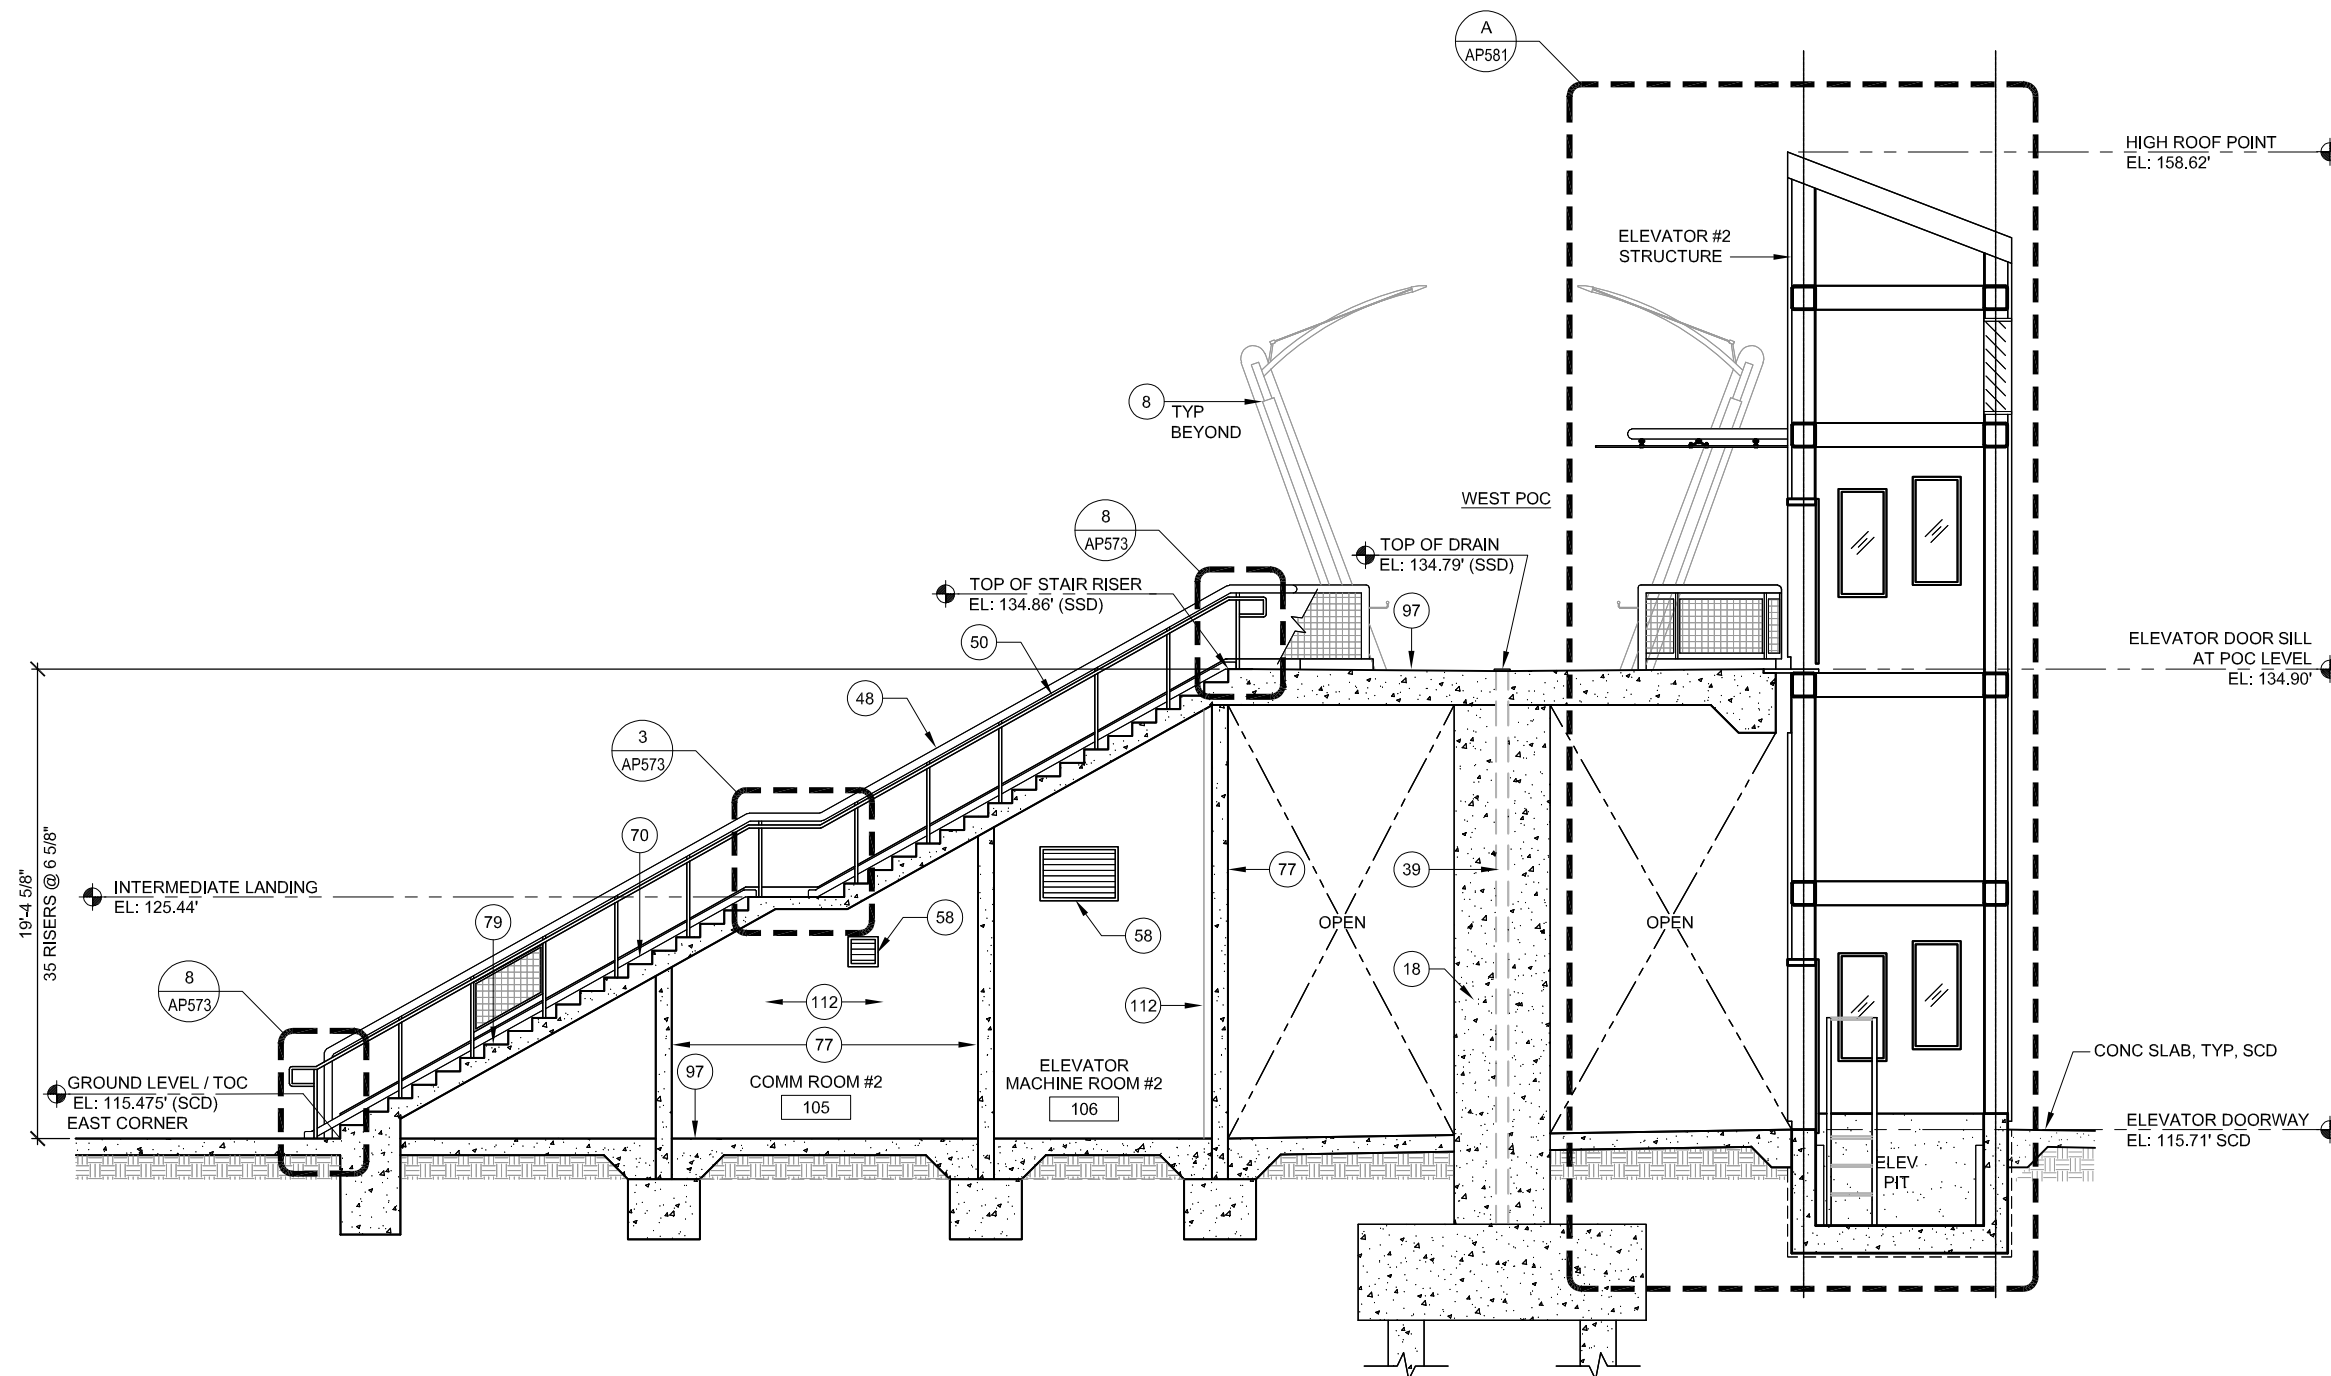 A
AP581
HIGH ROOF POINT
EL: 158.62'
ELEVATOR #2
STRUCTURE
8
TYP
BEYOND
WEST POC
8
AP573
TOP OF DRAIN
EL: 134.79' (SSD)
TOP OF STAIR RISER
EL: 134.86' (SSD)
97
50
ELEVATOR DOOR SILL
AT POC LEVEL
EL: 134.90'
48
3
AP573
70
77
39
INTERMEDIATE LANDING
EL: 125.44'
19'-4 5/8"
35 RISERS @ 6 5/8"
79
58
58
OPEN
OPEN
18
8
AP573
112
112
77
CONC SLAB, TYP, SCD
97
COMM ROOM #2
105
ELEVATOR
MACHINE ROOM #2
106
GROUND LEVEL / TOC
EL: 115.475' (SCD)
EAST CORNER
ELEVATOR DOORWAY
EL: 115.71' SCD
ELEV
PIT